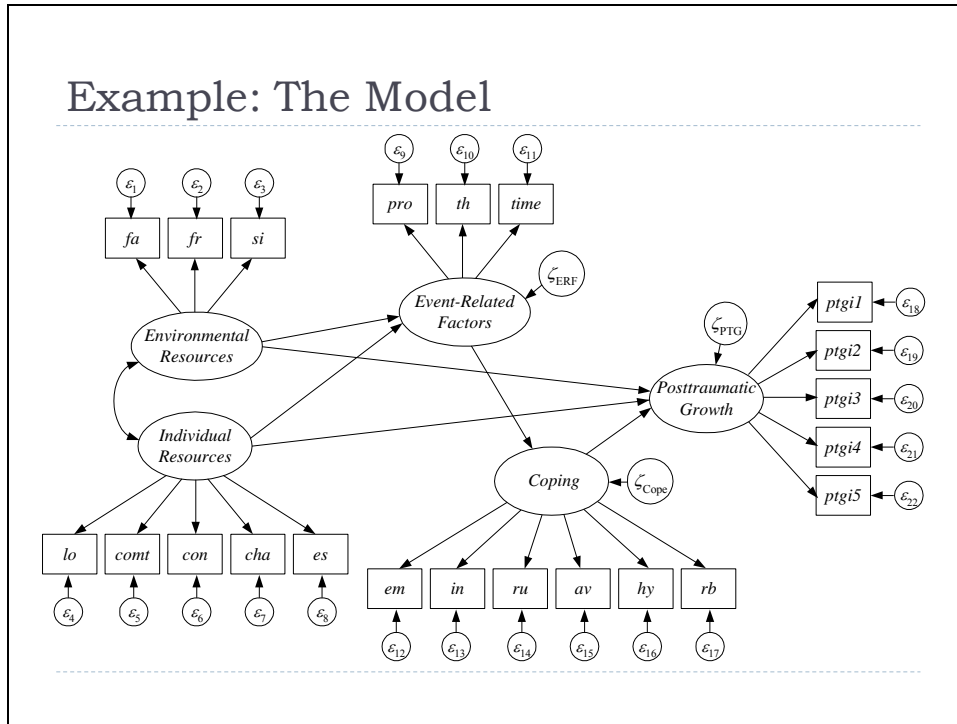 Example: The Model
ε9 ε10 ε11
ε1 ε2 ε3
pro th time
fa fr si
ζERF
Event-Related
Factors
ptgi1 ε18
ζPTG
Environmental
Resources
ptgi2 ε19
Posttraumatic
Growth
ptgi3 ε20
Individual
Resources
ptgi4 ε21
Coping
ζCope
ptgi5 ε22
lo comt con cha es
em in ru av hy rb
ε4 ε5 ε6 ε7 ε8
ε12 ε13 ε14 ε15 ε16 ε17